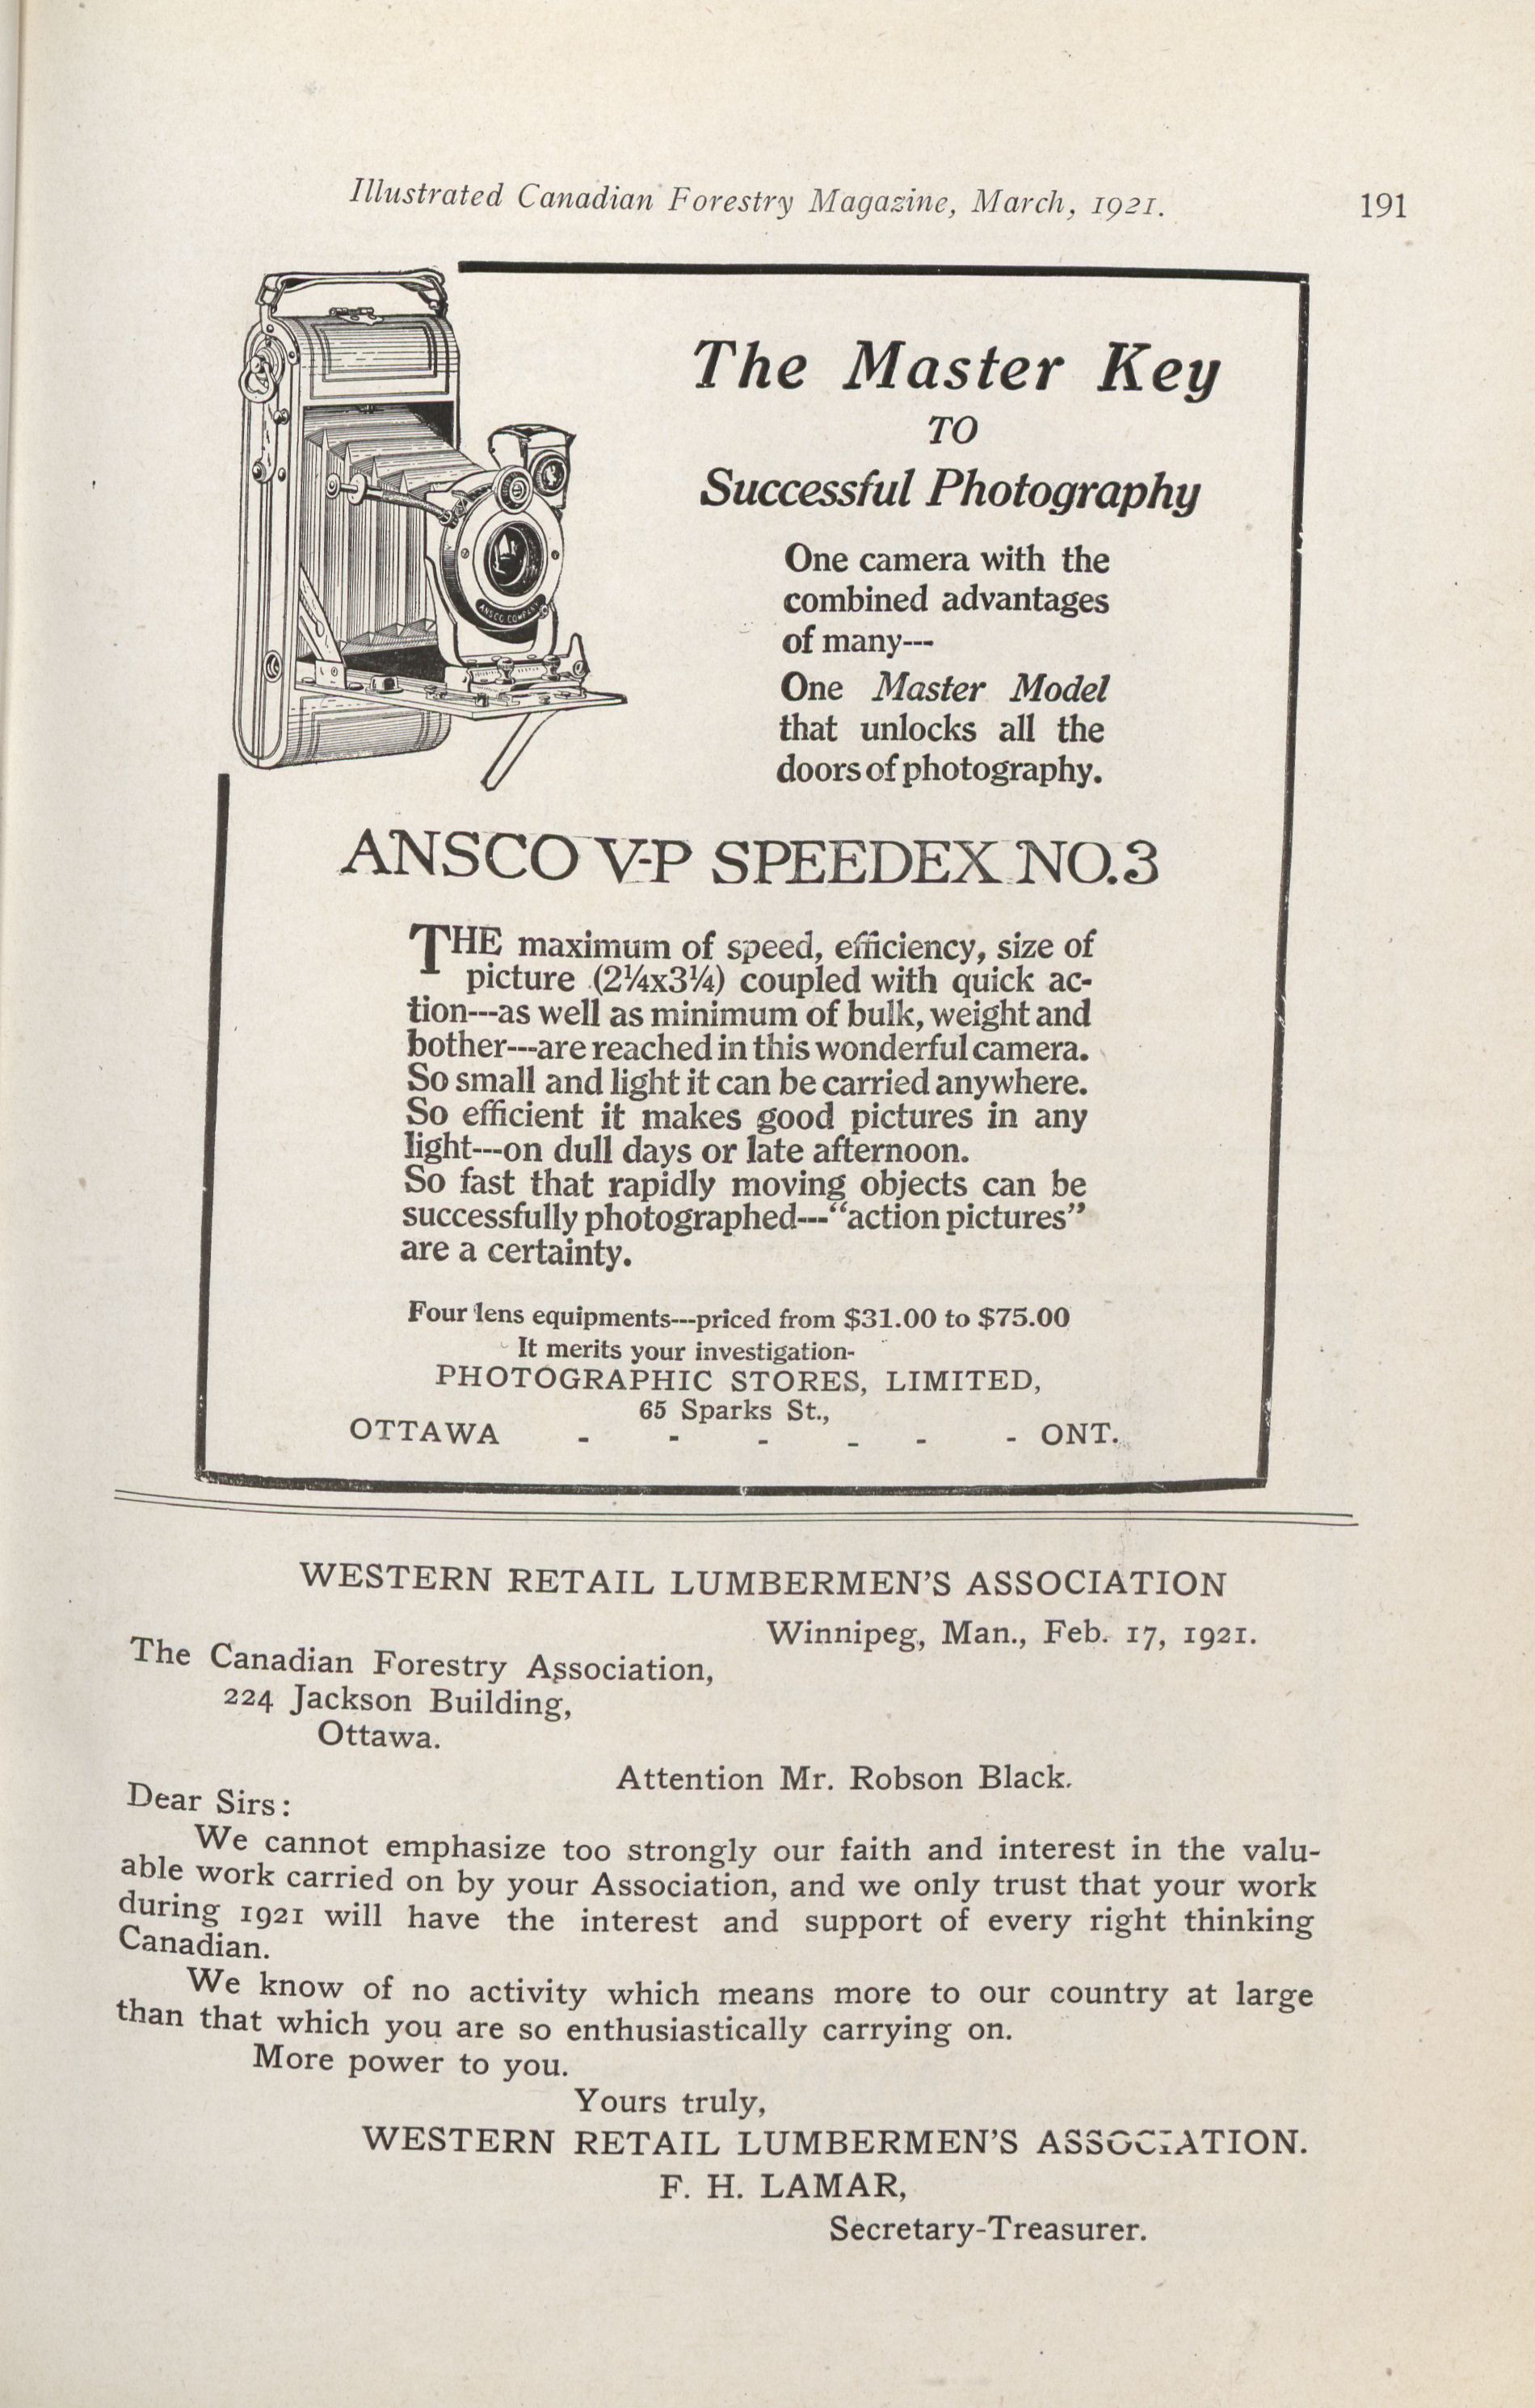 Illustrated Canadian Forestry Magazine, March, 1921.
191
The Master Key
TO
Successful Photography
One camera with the
combined advantages
of many---
One Master Model
that unlocks all the
doors of photography.
ANSCO COMPANY
ANSCO V-P SPEEDEX NO.3
THE maximum of speed, efficiency, size of
picture (2¼x3¼) coupled with quick ac-
tion---as well as minimum of bulk, weight and
bother---are reached in this wonderful camera.
So small and light it can be carried anywhere.
So efficient it makes good pictures in any
light---on dull days or late afternoon.
So fast that rapidly moving objects can be
successfully photographed---“action pictures”
are a certainty.
Four lens equipments---priced from $31.00 to $75.00
It merits your investigation-
PHOTOGRAPHIC STORES, LIMITED,
65 Sparks St.,
OTTAWA - - - - - - ONT.
WESTERN RETAIL LUMBERMEN'S ASSOCIATION
Winnipeg, Man., Feb. 17, 1921.
The Canadian Forestry Association,
224 Jackson Building,
Ottawa.
Attention Mr. Robson Black.
Dear Sirs:
We cannot emphasize too strongly our faith and interest in the valu-
able work carried on by your Association, and we only trust that your work
during 1921 will have the interest and support of every right thinking
Canadian.
We know of no activity which means more to our country at large
than that which you are so enthusiastically carrying on.
More power to you.
Yours truly,
WESTERN RETAIL LUMBERMEN'S ASSOCIATION.
F. H. LAMAR,
Secretary-Treasurer.